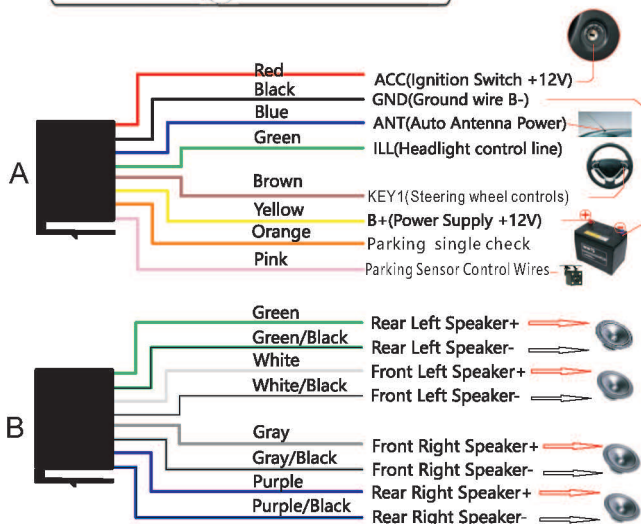 Red
ACC(Ignition Switch +12V)
Black
GND(Ground wire B-)
Blue
ANT(Auto Antenna Power)
Green
ILL(Headlight control line)
A
Brown
KEY1(Steering wheel controls)
Yellow
B+(Power Supply +12V)
Orange
Parking single check
Pink
Parking Sensor Control Wires
Green
Rear Left Speaker+
Green/Black
Rear Left Speaker-
White
Front Left Speaker+
White/Black
Front Left Speaker-
B
Gray
Front Right Speaker+
Gray/Black
Front Right Speaker-
Purple
Rear Right Speaker+
Purple/Black
Rear Right Speaker-